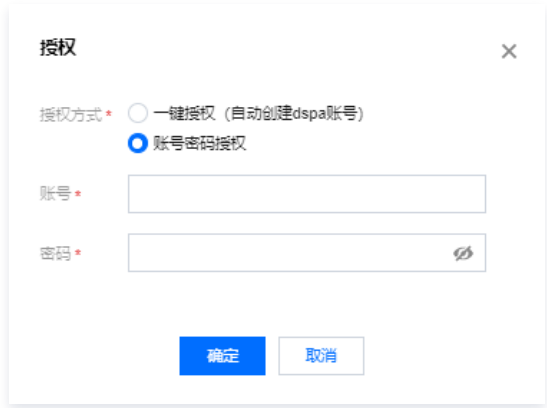 授权
授权方式* 一键授权（自动创建dspa账号）
账号密码授权
账号*
密码*
确定 取消